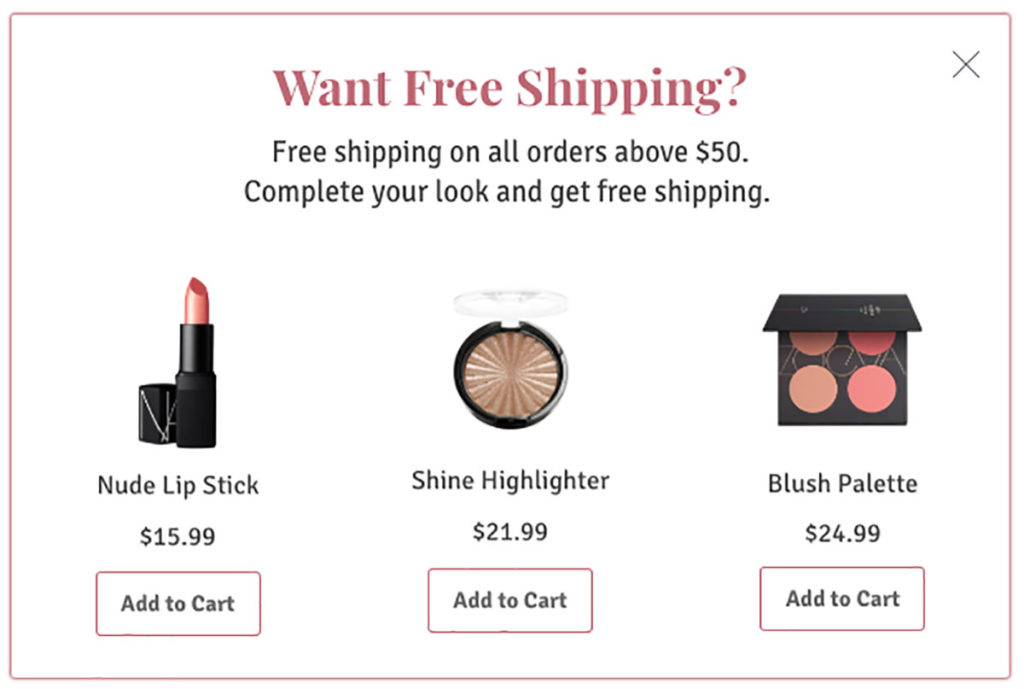 Want Free Shipping?
Free shipping on all orders above $50.
Complete your look and get free shipping.
Nude Lip Stick
Shine Highlighter
Blush Palette
$15.99
$21.99
$24.99
Add to Cart
Add to Cart
Add to Cart